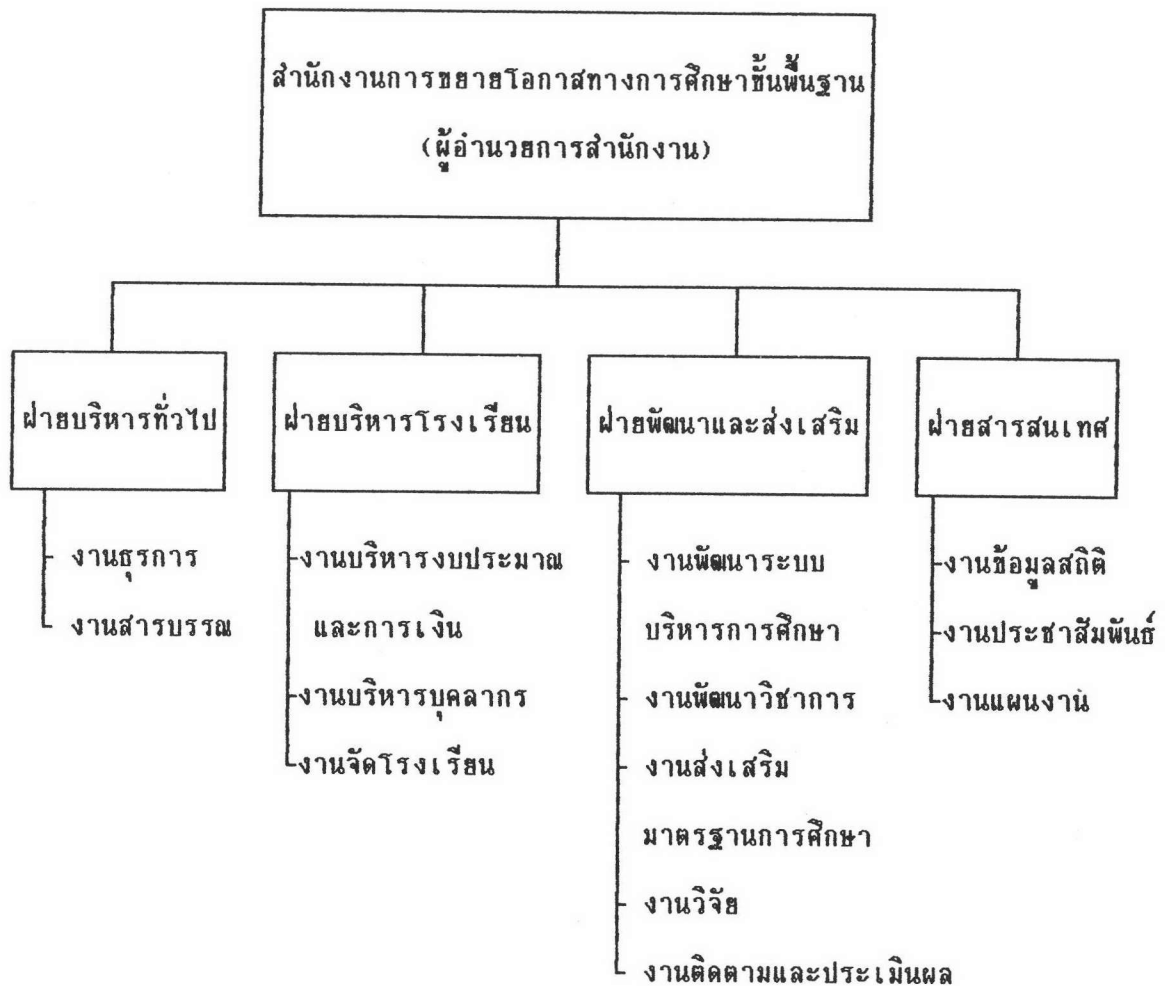 สำนักงานการขยายโอกาสทางการศึกษาขั้นพื้นฐาน
(ผู้อำนวยการสำนักงาน)
ฝ่ายบริหารทั่วไป
งานธุรการ
งานสารบรรณ
ฝ่ายบริหารโรงเรียน
งานบริหารงบประมาณ
และการเงิน
งานบริหารบุคลากร
งานจัดโรงเรียน
ฝ่ายพัฒนาและส่งเสริม
งานพัฒนาระบบ
บริหารการศึกษา
งานพัฒนาวิชาการ
งานส่งเสริม
มาตรฐานการศึกษา
งานวิจัย
งานติดตามและประเมินผล
ฝ่ายสารสนเทศ
งานข้อมูลสถิติ
งานประชาสัมพันธ์
งานแผนงาน